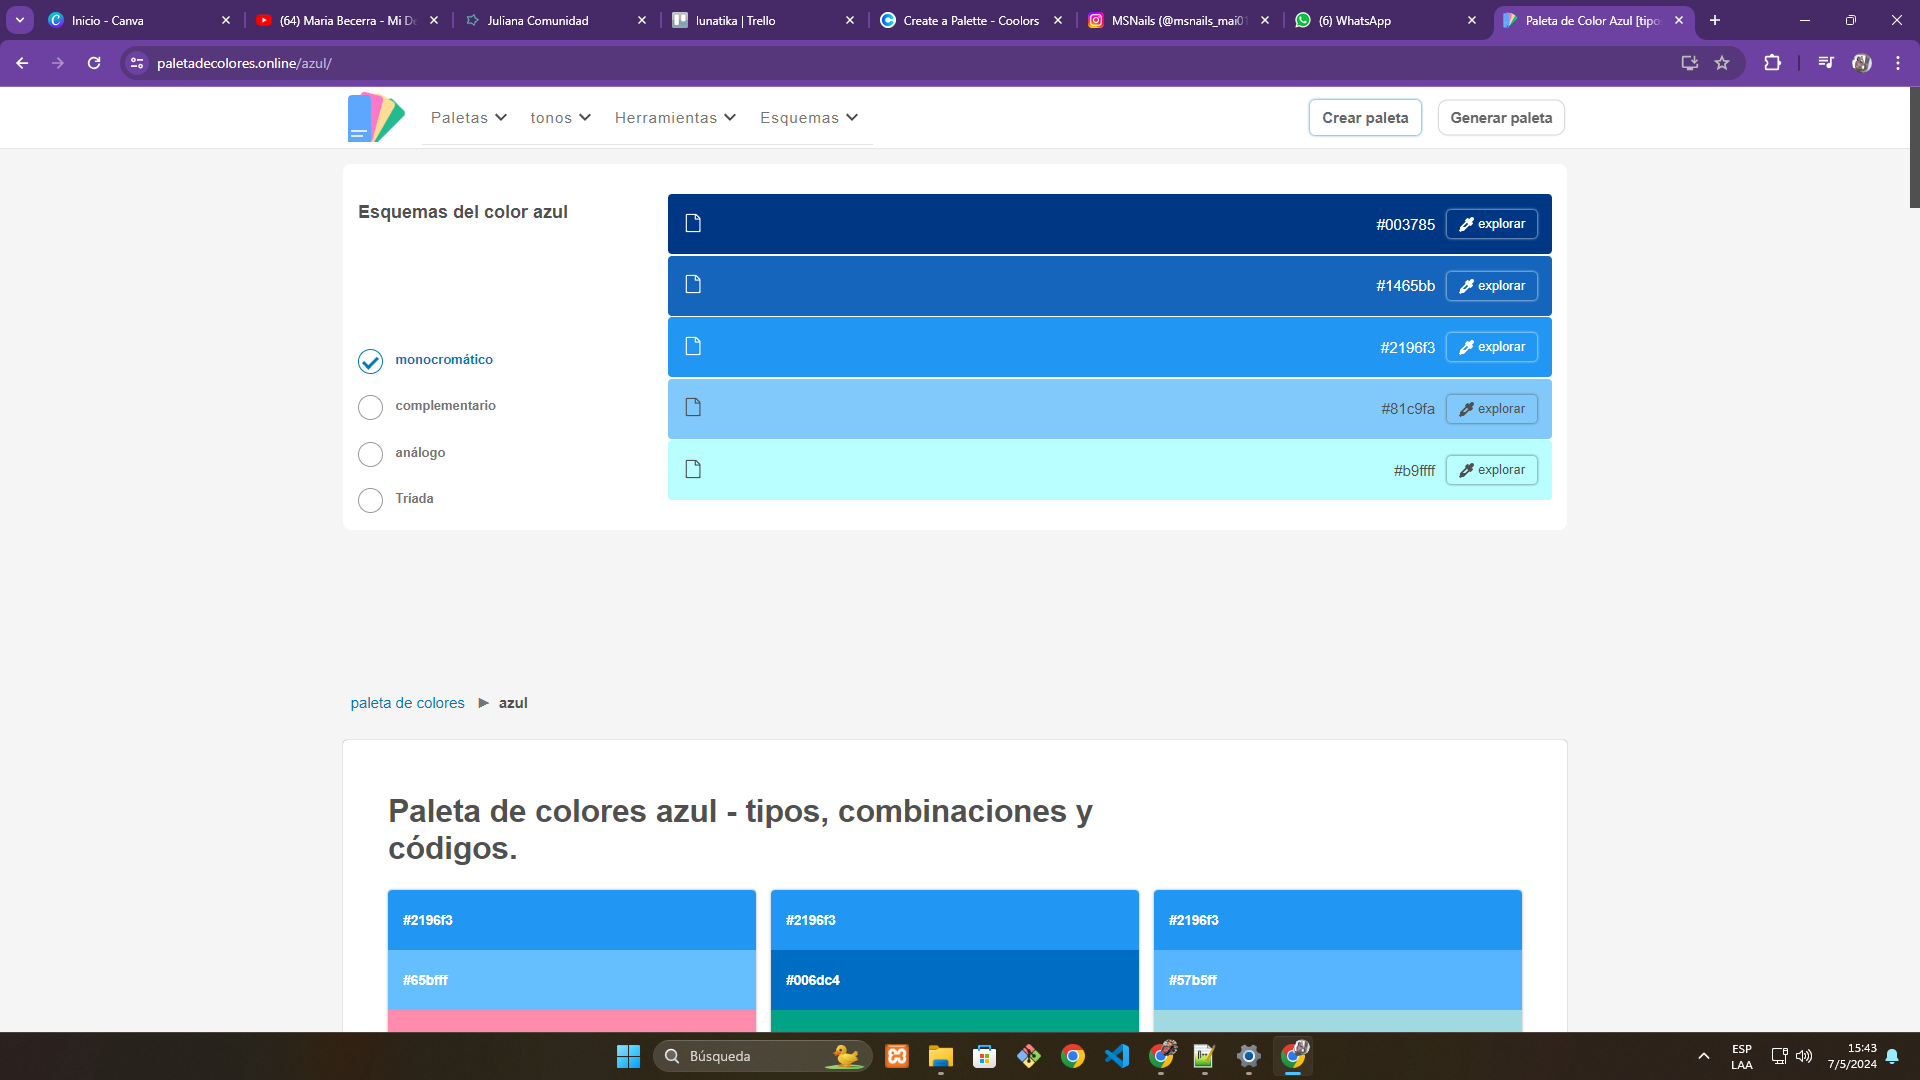 Inicio - Canva
(64) Maria Becerra - Mi De
Juliana Comunidad
lunatika | Trello
Create a Palette - Coolors
MSNails (@msnails_mai01
(6) WhatsApp
Paleta de Color Azul [tipo
paletadecolores.online/azul/
Paletas
tonos
Herramientas
Esquemas
Crear paleta
Generar paleta
Esquemas del color azul
monocromático
complementario
análogo
Tríada
#003785
explorar
#1465bb
explorar
#2196f3
explorar
#81c9fa
explorar
#b9ffff
explorar
paleta de colores ► azul
Paleta de colores azul - tipos, combinaciones y
códigos.
#2196f3
#2196f3
#2196f3
#65bfff
#006dc4
#57b5ff
Búsqueda
ESP
LAA
15:43
7/5/2024